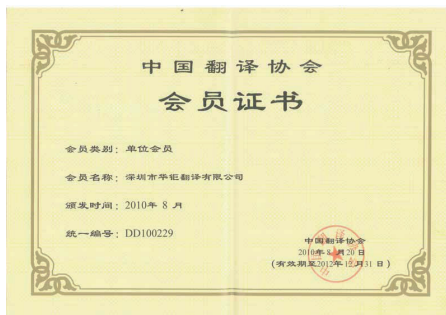 中国翻译协会
会员证书
会员类别：单位会员
会员名称：深圳市华钜翻译有限公司
颁发时间：2010年 8 月
统一编号：DD100229
中国翻译协会
2010年 8 月20 日
(有效期至2012年12月31 日)